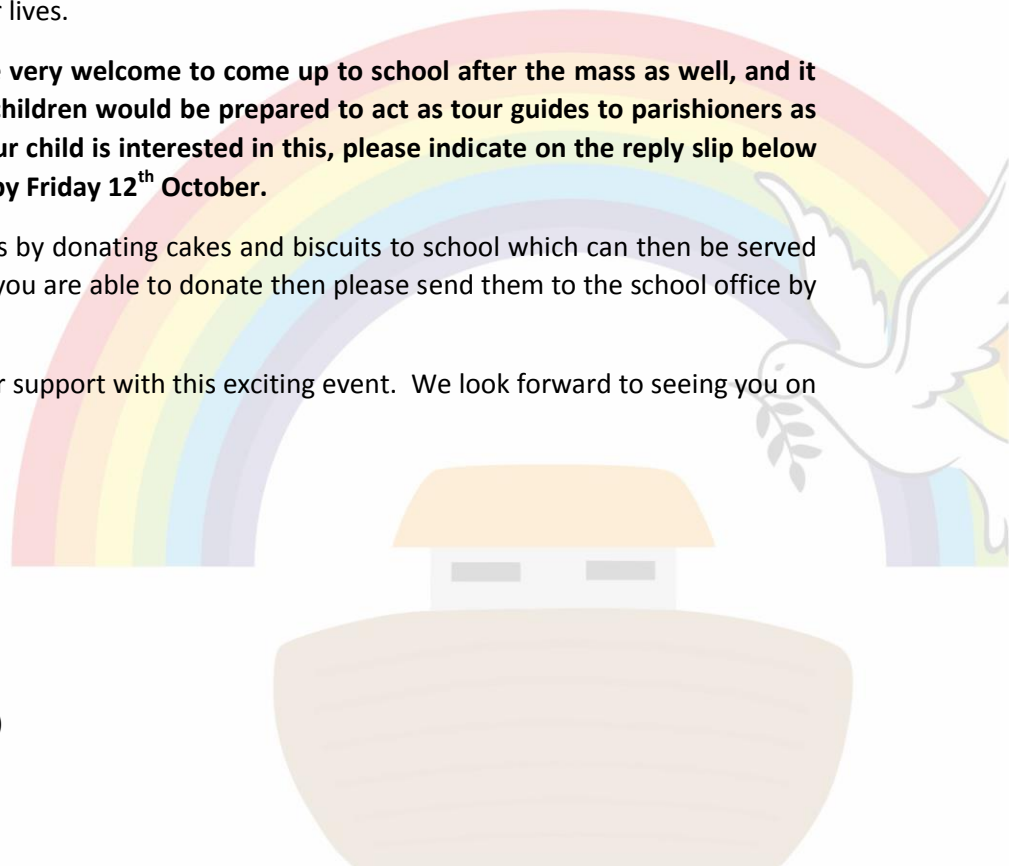 r lives.
e very welcome to come up to school after the mass as well, and it
children would be prepared to act as tour guides to parishioners as
ur child is interested in this, please indicate on the reply slip below
by Friday 12th October.
s by donating cakes and biscuits to school which can then be served
you are able to donate then please send them to the school office by
r support with this exciting event. We look forward to seeing you on
)